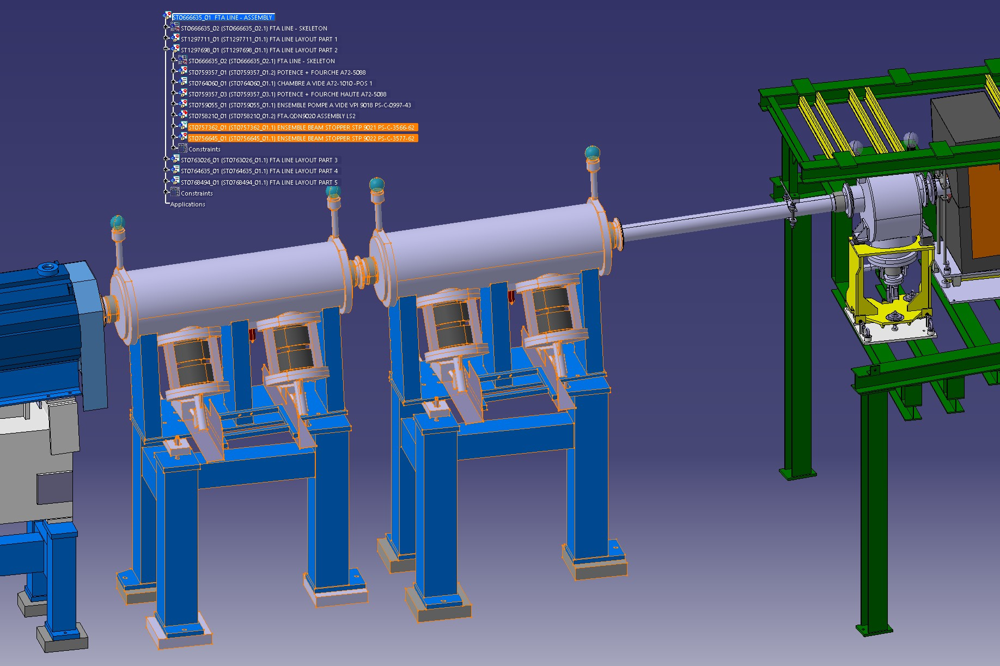 ST0666635_01 FTA LINE - ASSEMBLY
ST0666635_02 (ST0666635_02.1) FTA LINE - SKELETON
ST1297711_01 (ST1297711_01.1) FTA LINE LAYOUT PART 1
ST1297698_01 (ST1297698_01.1) FTA LINE LAYOUT PART 2
ST0666635_02 (ST0666635_02.1) FTA LINE - SKELETON
ST0759357_01 (ST0759357_01.2) POTENCE + FOURCHE A72-5088
ST0764060_01 (ST0764060_01.1) CHAMBRE A VIDE A72-1010 -POS 1
ST0759357_03 (ST0759357_03.1) POTENCE + FOURCHE HAUTE A72-5088
ST0759055_01 (ST0759055_01.1) ENSEMBLE POMPE A VIDE VPI 9018 PS-C-0997-43
ST0758210_01 (ST0758210_01.2) FTA.QDN9020 ASSEMBLY LS2
ST0757362_01 (ST0757362_01.1) ENSEMBLE BEAM STOPPER STP 9021 PS-C-3566-62
ST0756645_01 (ST0756645_01.1) ENSEMBLE BEAM STOPPER STP 9022 PS-C-3577-62
Constraints
ST0763026_01 (ST0763026_01.1) FTA LINE LAYOUT PART 3
ST0764635_01 (ST0764635_01.1) FTA LINE LAYOUT PART 4
ST0768494_01 (ST0768494_01.1) FTA LINE LAYOUT PART 5
Constraints
Applications